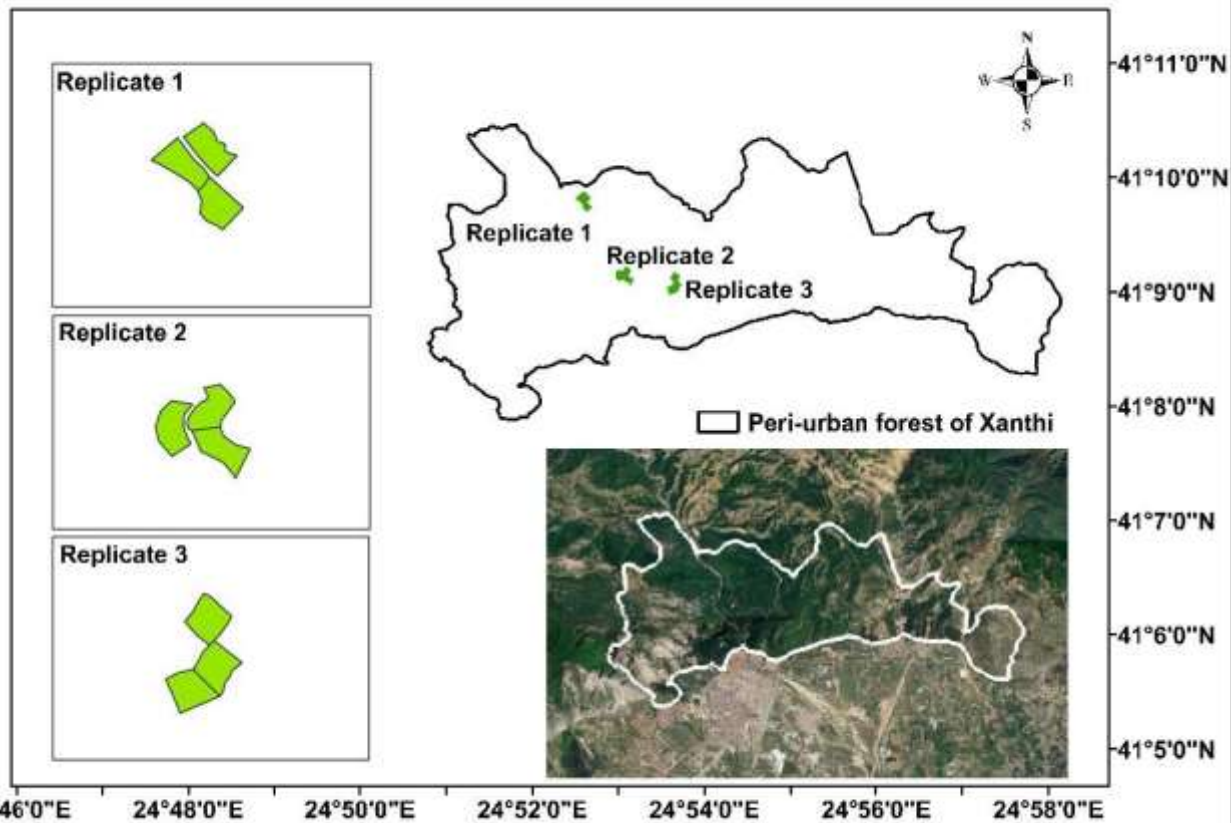 Replicate 1
Replicate 2
Replicate 3
N
W
E
S
Replicate 1
Replicate 2
Replicate 3
Peri-urban forest of Xanthi
41°11'0"N
41°10'0"N
41°9'0"N
41°8'0"N
41°7'0"N
41°6'0"N
41°5'0"N
46'0"E 24°48'0"E 24°50'0"E 24°52'0"E 24°54'0"E 24°56'0"E 24°58'0"E